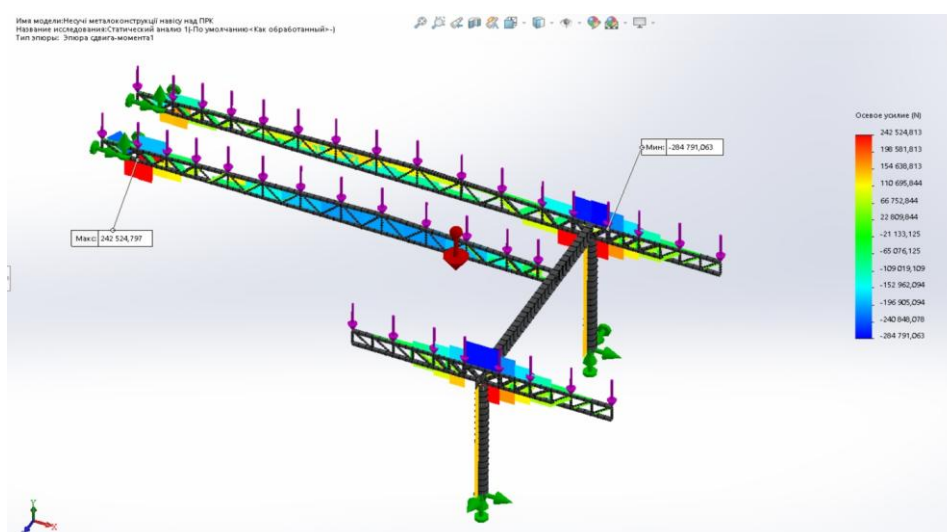 Имя модели:Несучі металоконструкції навісу над ПРК
Название исследования:Статический анализ 1(-По умолчанию<Как обработанный>-)
Тип эпюры: Эпюра сдвига-момента1
Осевое усилие (N)
242 524,813
198 581,813
154 638,813
110 695,844
66 752,844
22 809,844
-21 133,125
-65 076,125
-109 019,109
-152 962,094
-196 905,094
-240 848,078
-284 791,063
Мин: -284 791,063
Макс: 242 524,797
Y
X